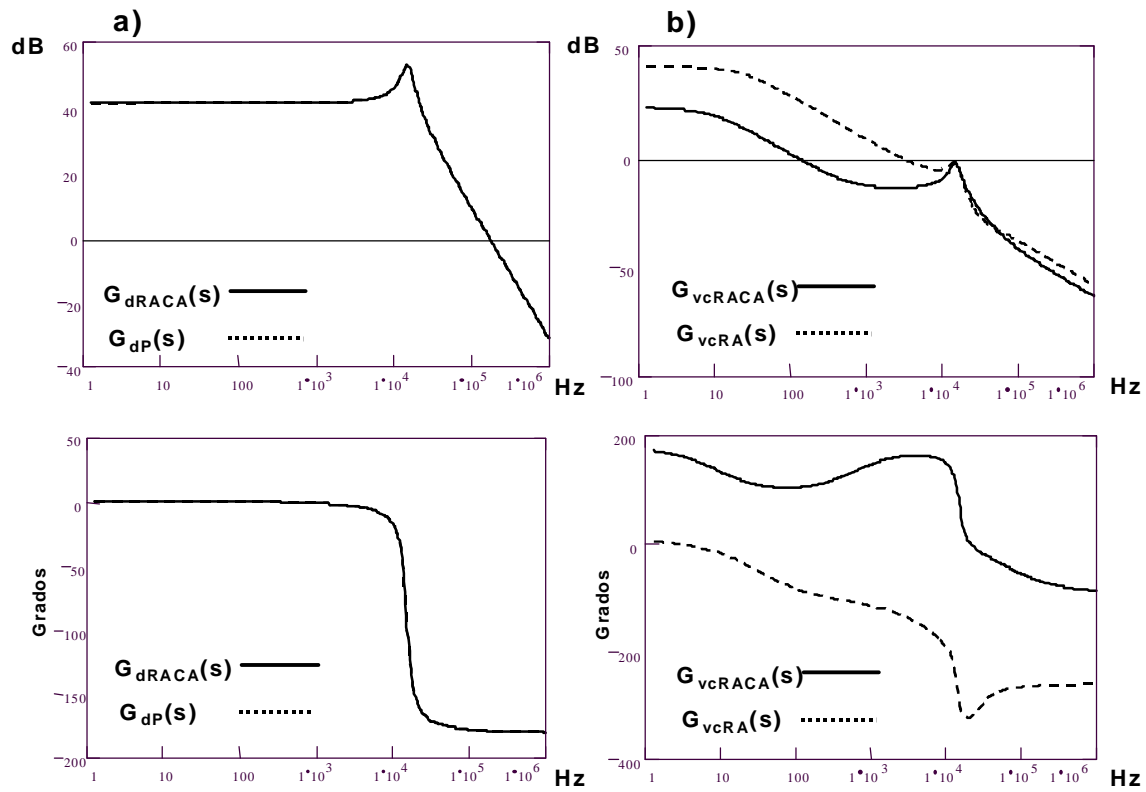 a)
dB
60
40
20
0
−20
−40
1 10 100 1•10³ 1•10⁴ 1•10⁵ 1•10⁶ Hz
G_dRACA(s)
G_dP(s)
b)
dB
50
0
−50
−100
1 10 100 1•10³ 1•10⁴ 1•10⁵ 1•10⁶ Hz
G_vcRACA(s)
G_vcRA(s)
Grados
50
0
−50
−100
−150
−200
1 10 100 1•10³ 1•10⁴ 1•10⁵ 1•10⁶ Hz
G_dRACA(s)
G_dP(s)
Grados
200
0
−200
−400
1 10 100 1•10³ 1•10⁴ 1•10⁵ 1•10⁶ Hz
G_vcRACA(s)
G_vcRA(s)